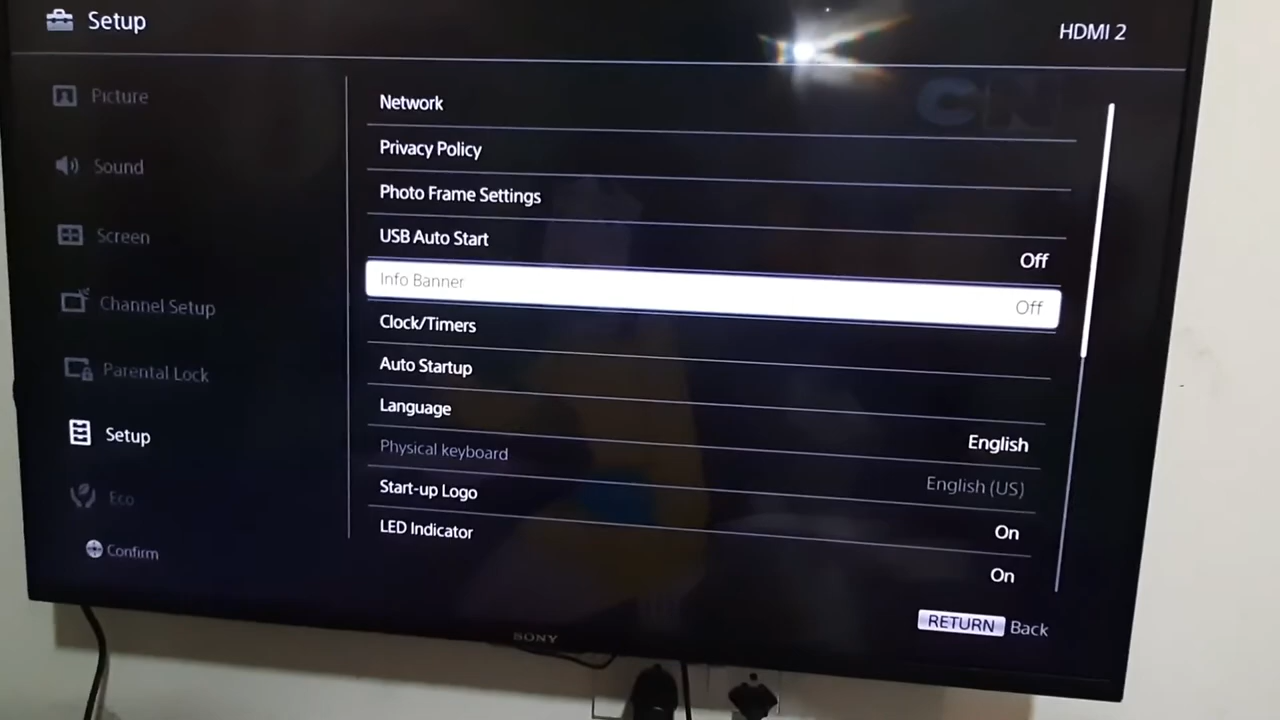 Setup
HDMI 2
Picture
Sound
Screen
Channel Setup
Parental Lock
Setup
Eco
Confirm
CN
Network
Privacy Policy
Photo Frame Settings
USB Auto Start Off
Info Banner Off
Clock/Timers
Auto Startup
Language English
Physical keyboard English (US)
Start-up Logo On
LED Indicator On
RETURN Back
SONY